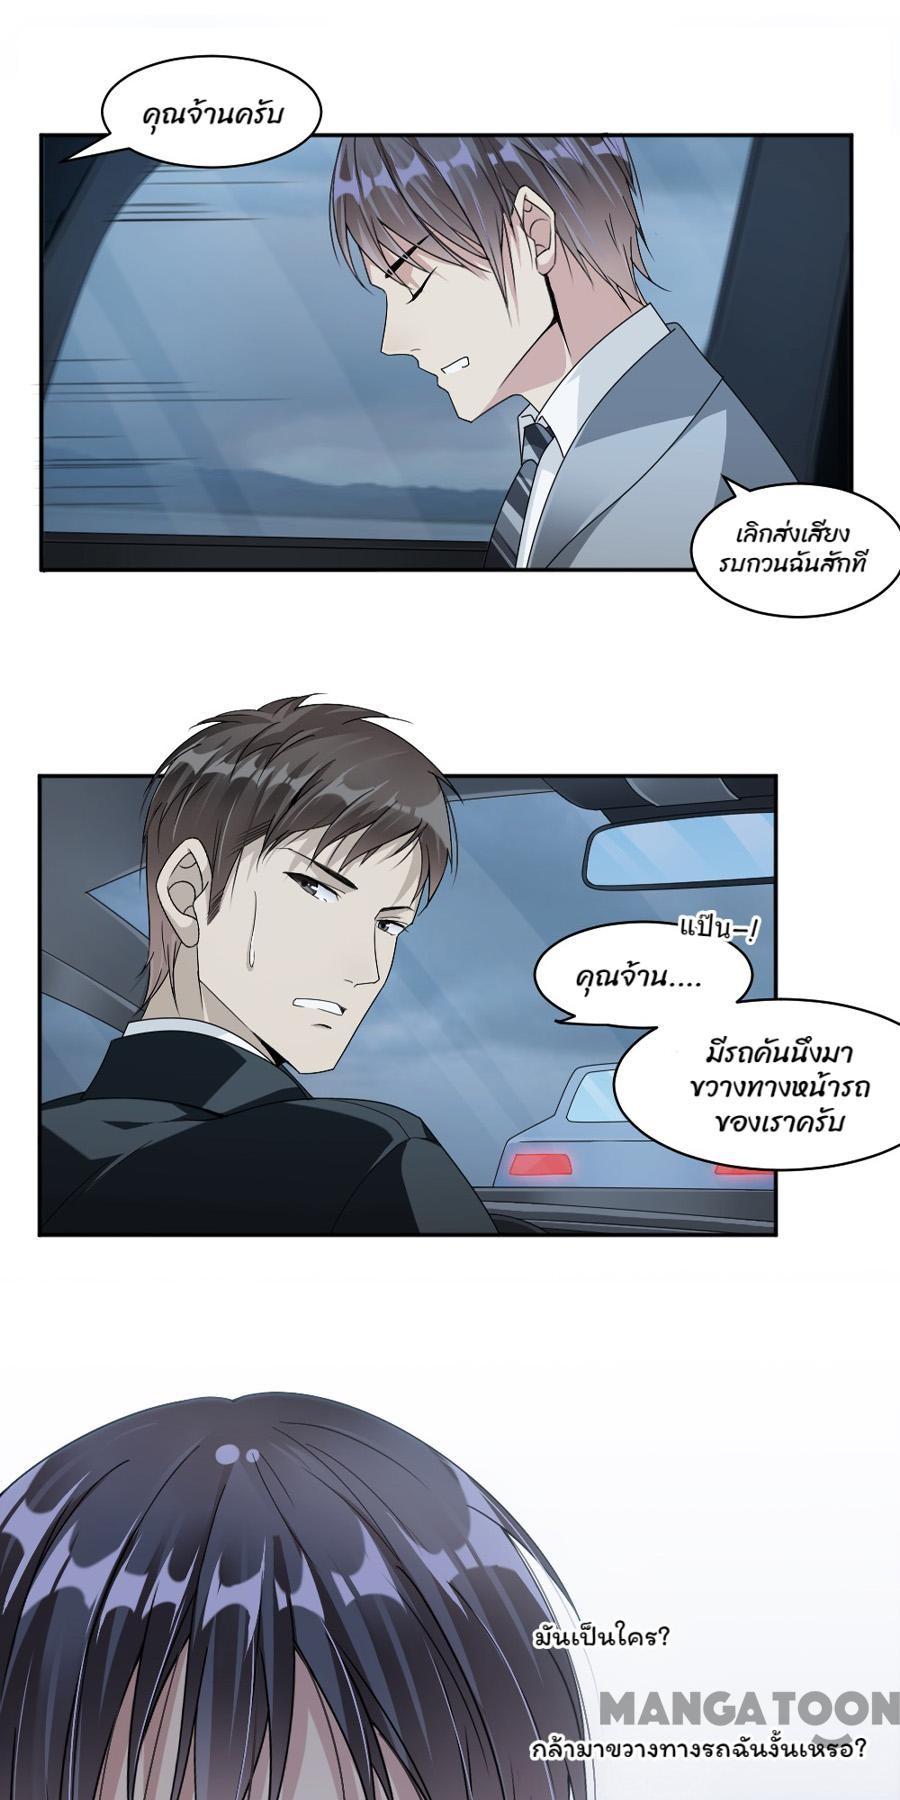 คุณจ้านครับ
เลิกส่งเสียง
รบกวนฉันสักที
แป๊น-!
คุณจ้าน....
มีรถคันนึงมา
ขวางทางหน้ารถ
ของเราครับ
มันเป็นใคร?
MANGATOON
กล้ามาขวางทางรถฉันงั้นเหรอ?